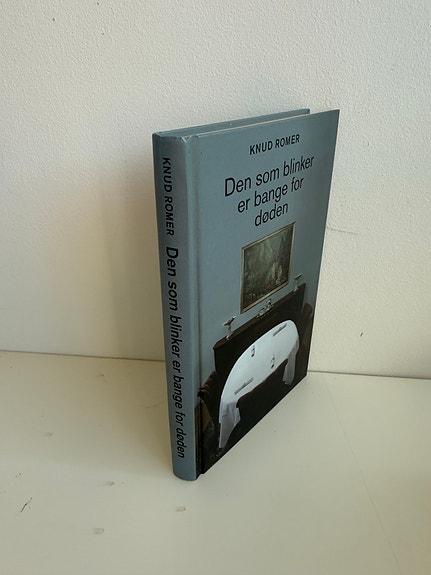 KNUD ROMER Den som blinker er bange for døden
KNUD ROMER
Den som blinker
er bange for
døden